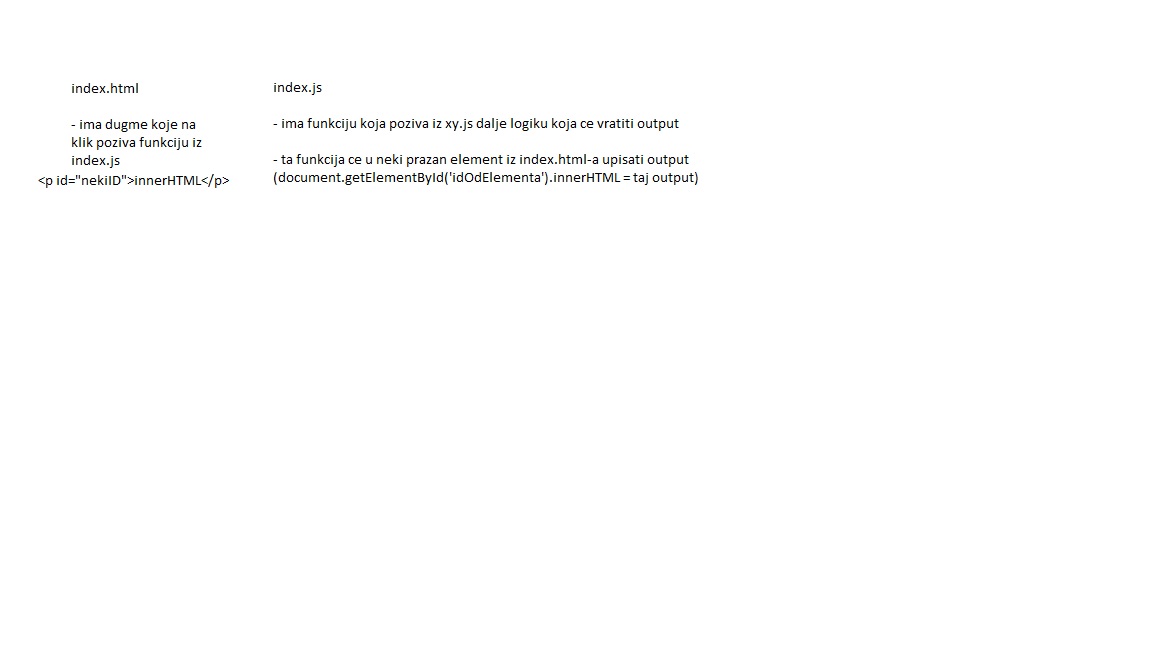 index.html
- ima dugme koje na
klik poziva funkciju iz
index.js
<p id="nekiID">innerHTML</p>
index.js
- ima funkciju koja poziva iz xy.js dalje logiku koja ce vratiti output
- ta funkcija ce u neki prazan element iz index.html-a upisati output
(document.getElementById('idOdElementa').innerHTML = taj output)